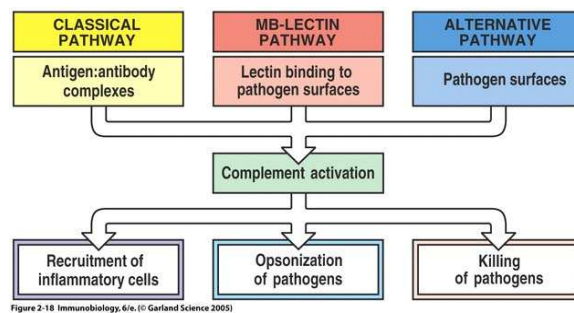 CLASSICAL
PATHWAY
MB-LECTIN
PATHWAY
ALTERNATIVE
PATHWAY
Antigen:antibody
complexes
Lectin binding to
pathogen surfaces
Pathogen surfaces
Complement activation
Recruitment of
inflammatory cells
Opsonization
of pathogens
Killing
of pathogens
Figure 2-18 Immunobiology, 6/e. (© Garland Science 2005)